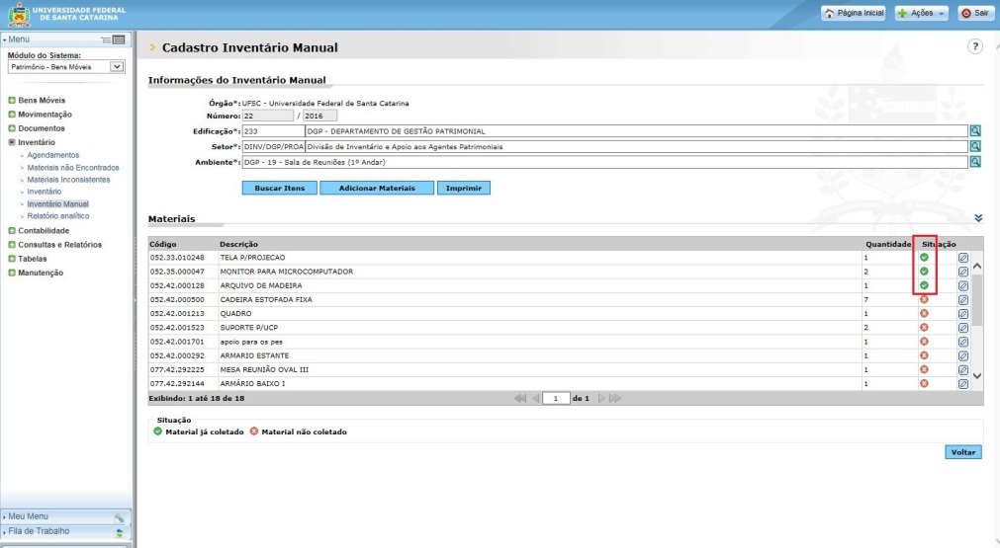 UNIVERSIDADE FEDERAL
DE SANTA CATARINA
Página Inicial
Ações
Sair
Menu
Módulo do Sistema:
Patrimônio - Bens Móveis
Bens Móveis
Movimentação
Documentos
Inventário
Agendamentos
Materiais não Encontrados
Materiais Inconsistentes
Inventário
Inventário Manual
Relatório analítico
Contabilidade
Consultas e Relatórios
Tabelas
Manutenção
Meu Menu
Fila de Trabalho
Cadastro Inventário Manual
?
Informações do Inventário Manual
Órgão*: UFSC - Universidade Federal de Santa Catarina
Número: 22 / 2016
Edificação*: 233 DGP - DEPARTAMENTO DE GESTÃO PATRIMONIAL
Setor*: DINV/DGP/PROA Divisão de Inventário e Apoio aos Agentes Patrimoniais
Ambiente*: DGP - 19 - Sala de Reuniões (1º Andar)
Buscar Itens Adicionar Materiais Imprimir
Materiais
Código Descrição Quantidade Situação
052.33.010248 TELA P/PROJECAO 1
052.35.000047 MONITOR PARA MICROCOMPUTADOR 2
052.42.000128 ARQUIVO DE MADEIRA 1
052.42.000500 CADEIRA ESTOFADA FIXA 7
052.42.001213 QUADRO 1
052.42.001523 SUPORTE P/UCP 2
052.42.001701 apoio para os pes 1
052.42.000292 ARMARIO ESTANTE 1
077.42.292225 MESA REUNIÃO OVAL III 1
077.42.292144 ARMÁRIO BAIXO I 1
Exibindo: 1 até 18 de 18 1 de 1
Situação
Material já coletado Material não coletado
Voltar